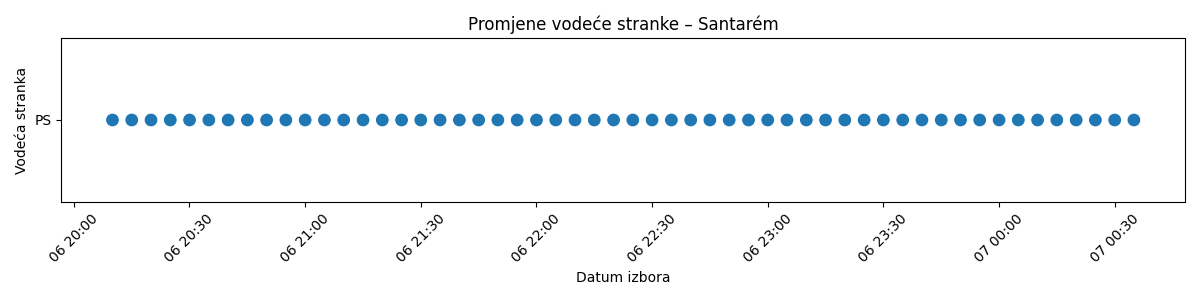 Promjene vodeće stranke – Santarém
Vodeća stranka
PS
06 20:00
06 20:30
06 21:00
06 21:30
06 22:00
06 22:30
06 23:00
06 23:30
07 00:00
07 00:30
Datum izbora